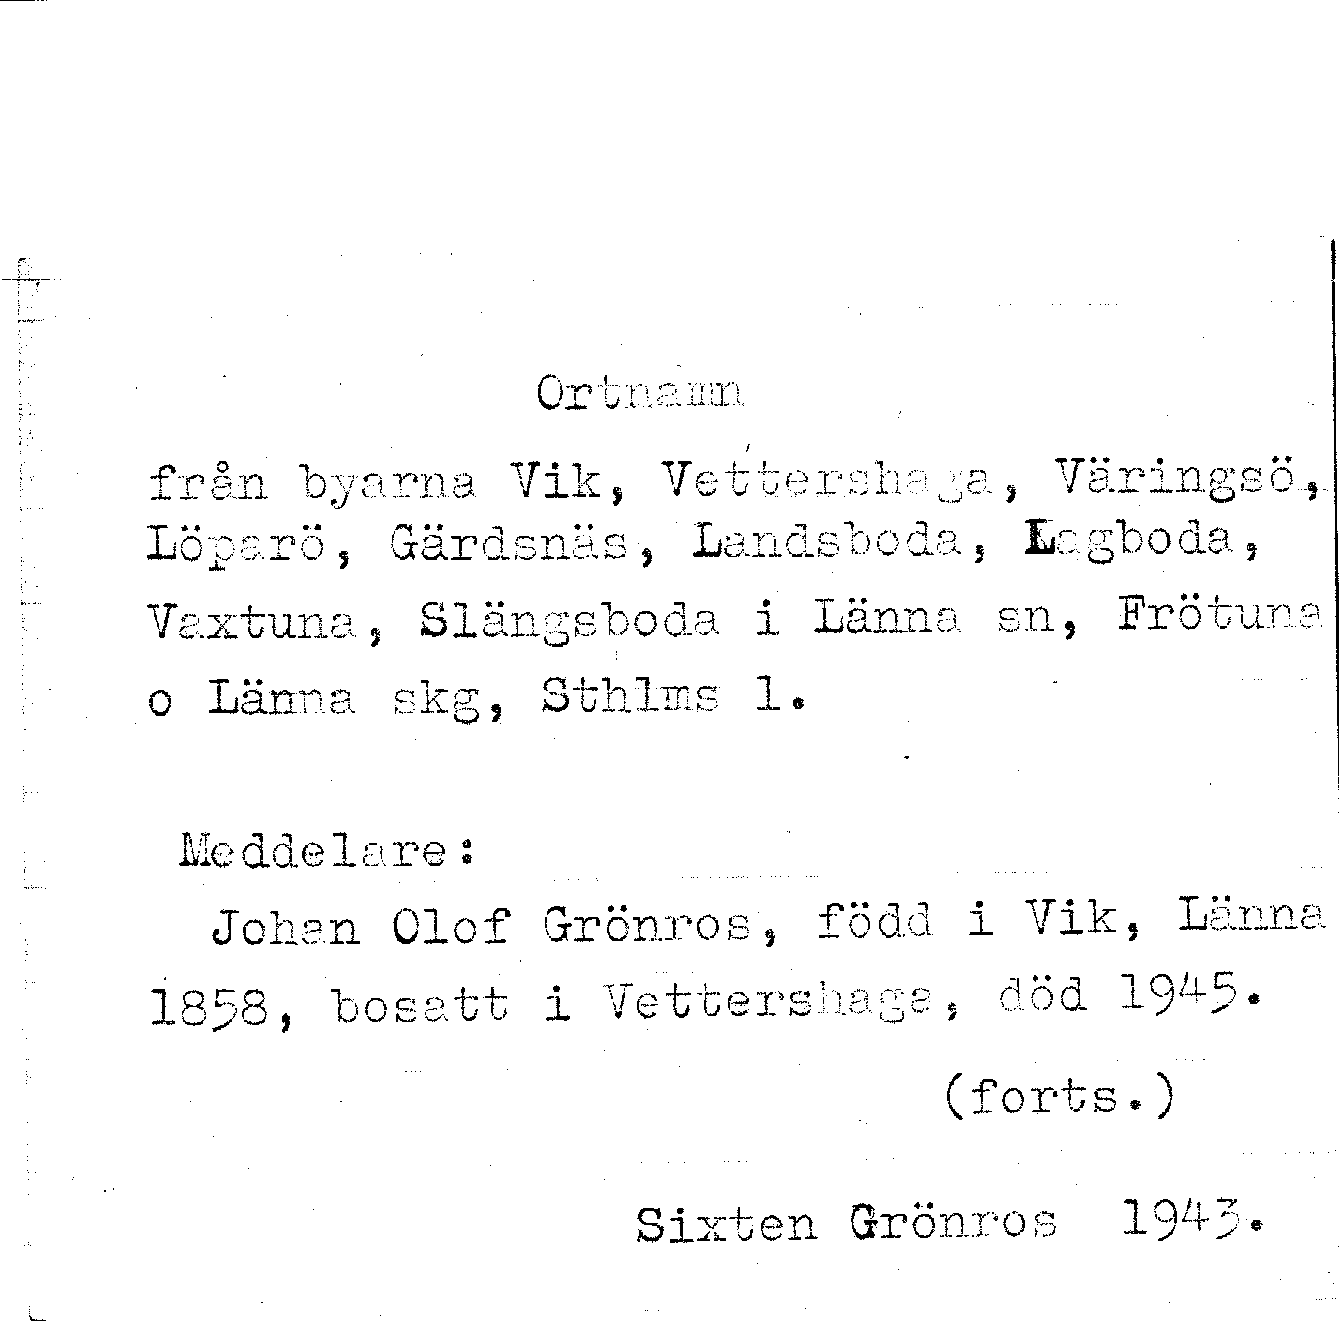 Ortnamn
från byarna Vik, Vettershaga, Väringsö,
Löparö, Gärdsnäs, Landsboda, Lagboda,
Vaxtuna, Slängsboda i Länna sn, Frötuna
o Länna skg, Sthlms l.
Meddelare:
Johan Olof Grönros, född i Vik, Länna
1858, bosatt i Vettershaga, död 1945.
(forts.)
Sixten Grönros 1943.